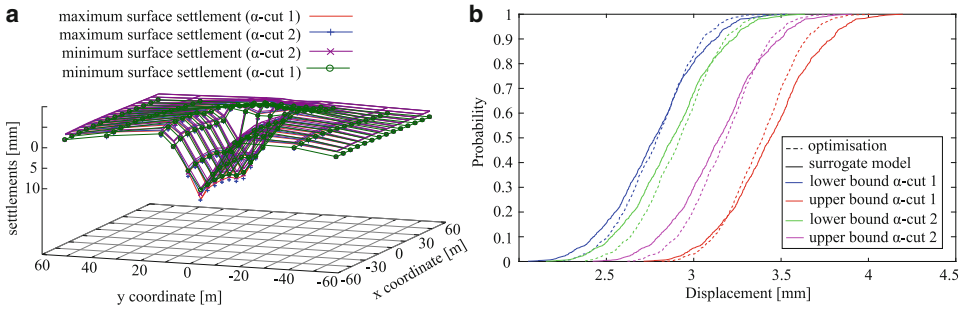 a
maximum surface settlement (α-cut 1)
maximum surface settlement (α-cut 2)
minimum surface settlement (α-cut 2)
minimum surface settlement (α-cut 1)
setttlements [mm]
0
5
10
60
40
20
0
-20
-40
-60
-60
-30
0
30
60
y coordinate [m]
x coordinate [m]
b
Probability
1
0.9
0.8
0.7
0.6
0.5
0.4
0.3
0.2
0.1
0
2.5
3
3.5
4
4.5
Displacement [mm]
optimisation
surrogate model
lower bound α-cut 1
upper bound α-cut 1
lower bound α-cut 2
upper bound α-cut 2